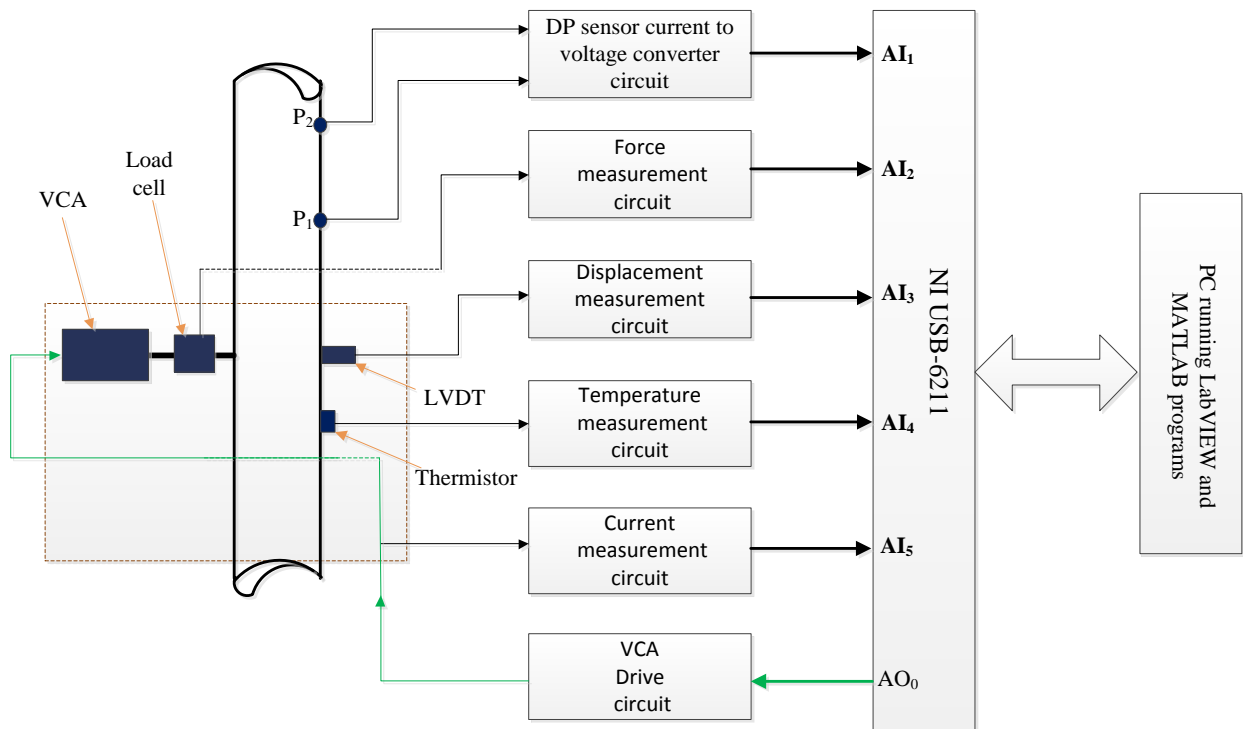 DP sensor current to
voltage converter
circuit
AI₁
P₂
Load
cell
VCA
Force
measurement
circuit
AI₂
P₁
Displacement
measurement
circuit
AI₃
LVDT
Temperature
measurement
circuit
AI₄
Thermistor
Current
measurement
circuit
AI₅
VCA
Drive
circuit
AO₀
NI USB-6211
PC running LabVIEW and
MATLAB programs